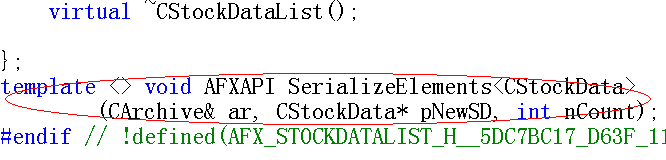 virtual ~CStockDataList();
};
template <> void AFXAPI SerializeElements<CStockData>
(CArchive& ar, CStockData* pNewSD, int nCount);
#endif // !defined(AFX_STOCKDATALIST_H__5DC7BC17_D63F_11